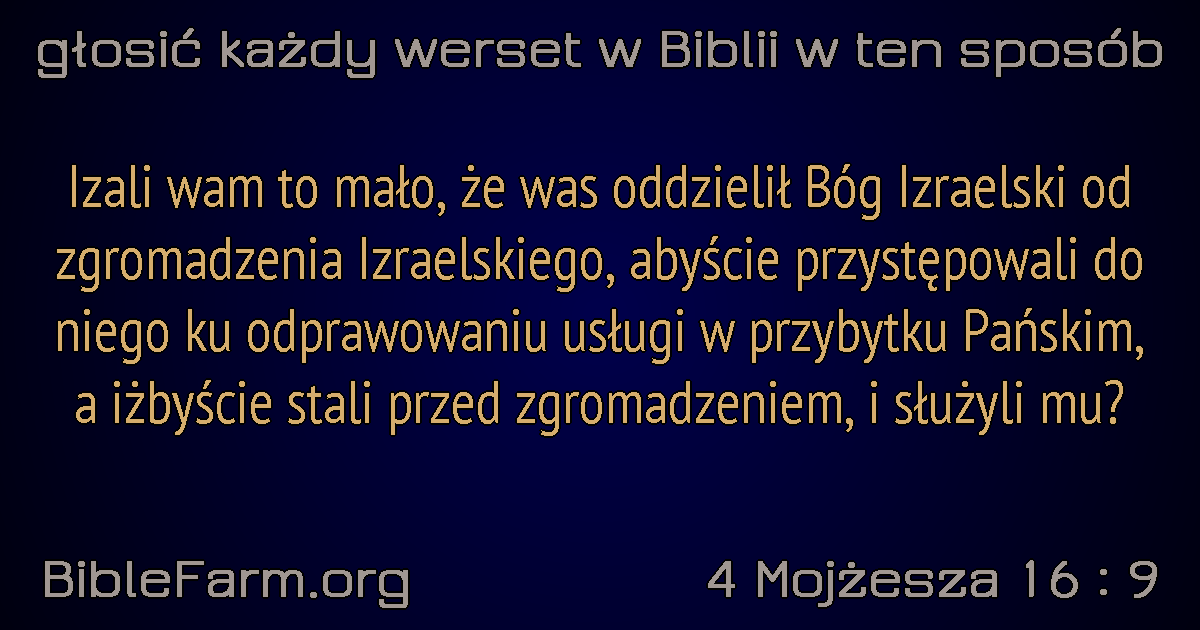 głosić każdy werset w Biblii w ten sposób
Izali wam to mało, że was oddzielił Bóg Izraelski od
zgromadzenia Izraelskiego, abyście przystępowali do
niego ku odprawowaniu usługi w przybytku Pańskim,
a iżbyście stali przed zgromadzeniem, i służyli mu?
BibleFarm.org
4 Mojżesza 16 : 9